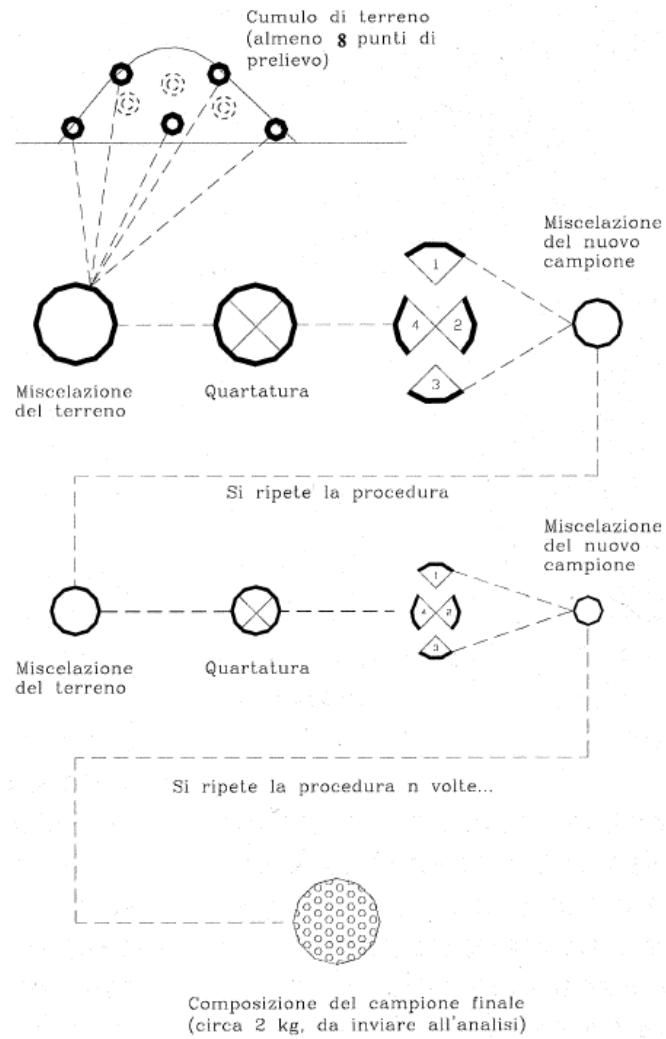 Cumulo di terreno
(almeno 8 punti di
prelievo)
Miscelazione
del nuovo
campione
1
4
2
3
Miscelazione
del terreno
Quartatura
Si ripete la procedura
Miscelazione
del nuovo
campione
1
4
2
3
Miscelazione
del terreno
Quartatura
Si ripete la procedura n volte...
Composizione del campione finale
(circa 2 kg, da inviare all'analisi)